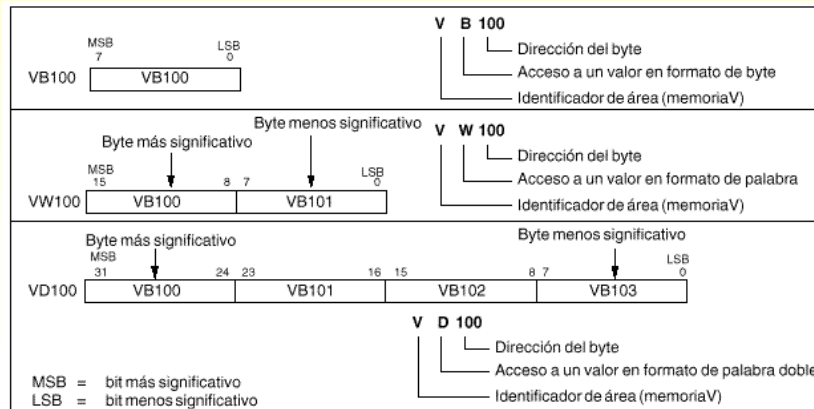 V B 100
MSB LSB
7 0
Dirección del byte
VB100 VB100
Acceso a un valor en formato de byte
Identificador de área (memoriaV)
Byte menos significativo
V W 100
Byte más significativo
Dirección del byte
MSB LSB
15 8 7 0
Acceso a un valor en formato de palabra
VW100 VB100 VB101
Identificador de área (memoriaV)
Byte más significativo Byte menos significativo
MSB LSB
31 24 23 16 15 8 7 0
VD100 VB100 VB101 VB102 VB103
V D 100
Dirección del byte
Acceso a un valor en formato de palabra doble
MSB = bit más significativo
LSB = bit menos significativo
Identificador de área (memoriaV)